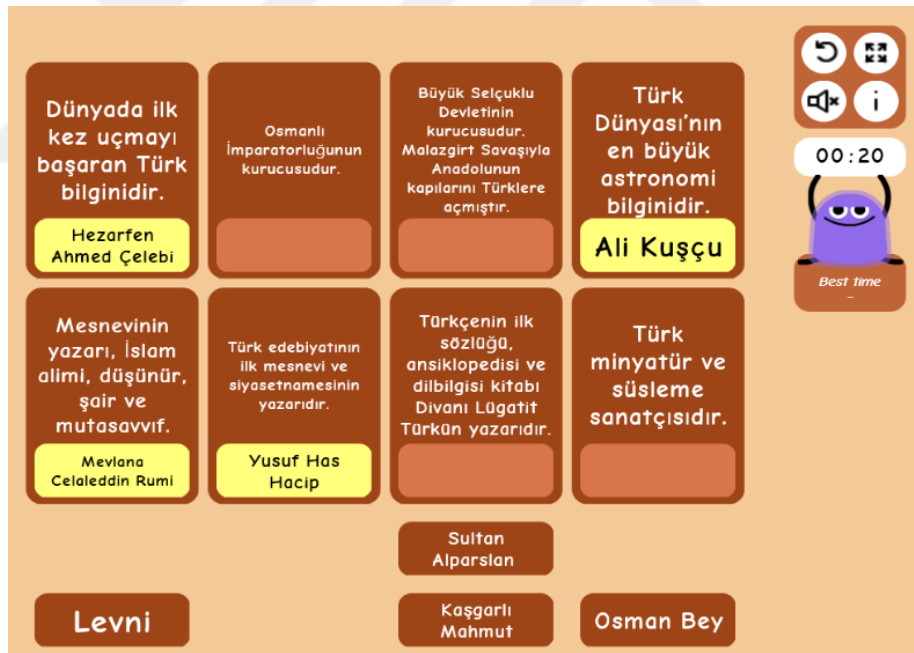 Dünyada ilk
kez uçmayı
başaran Türk
bilginidir.
Hezarfen
Ahmed Çelebi
Osmanlı
İmparatorluğunun
kurucusudur.
Büyük Selçuklu
Devletinin
kurucusudur.
Malazgirt Savaşıyla
Anadolunun
kapılarını Türklere
açmıştır.
Türk
Dünyası'nın
en büyük
astronomi
bilginidir.
Ali Kuşçu
00:20
Best time
-
Mesnevinin
yazarı, İslam
alimi, düşünür,
şair ve
mutasavvıf.
Mevlana
Celaleddin Rumi
Türk edebiyatının
ilk mesnevi ve
siyasetnamesinin
yazarıdır.
Yusuf Has
Hacip
Türkçenin ilk
sözlüğü,
ansiklopedisi ve
dilbilgisi kitabı
Divanı Lügatit
Türkün yazarıdır.
Türk
minyatür ve
süsleme
sanatçısıdır.
Sultan
Alparslan
Levni
Kaşgarlı
Mahmut
Osman Bey